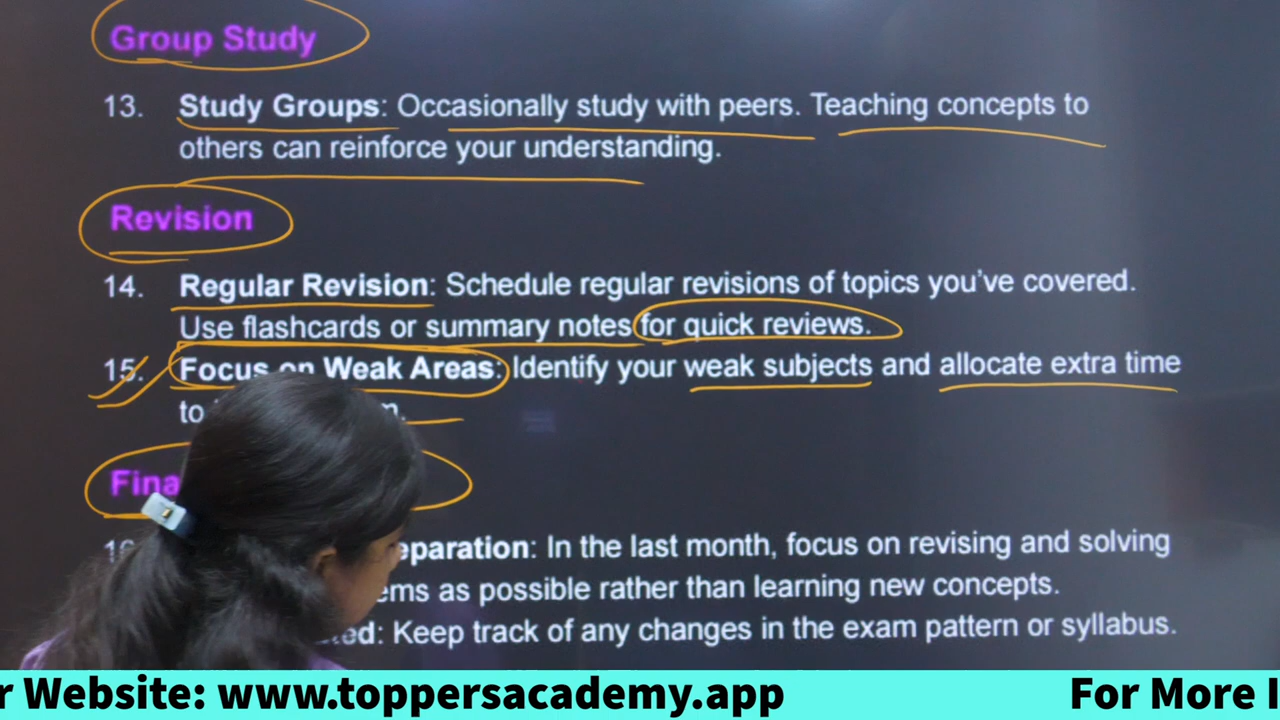 Group Study
13. Study Groups: Occasionally study with peers. Teaching concepts to
others can reinforce your understanding.
Revision
14. Regular Revision: Schedule regular revisions of topics you've covered.
Use flashcards or summary notes for quick reviews.
15. Focus on Weak Areas: Identify your weak subjects and allocate extra time
to
: In the last month, focus on revising and solving
as possible rather than learning new concepts.
: Keep track of any changes in the exam pattern or syllabus.
Website: www.toppersacademy.app For More